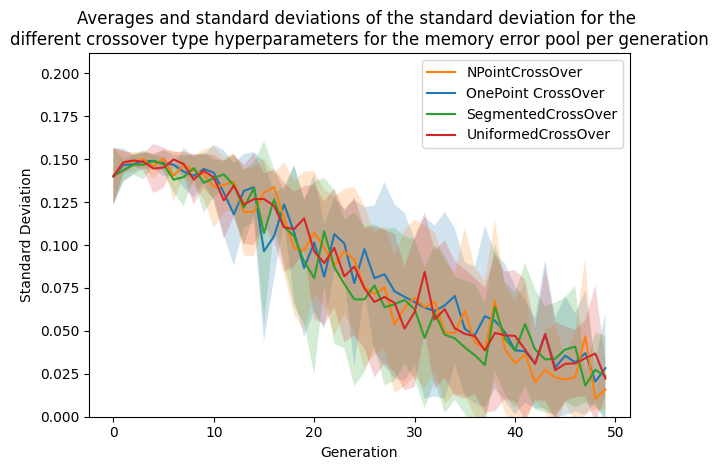 Averages and standard deviations of the standard deviation for the
different crossover type hyperparameters for the memory error pool per generation
NPointCrossOver
OnePoint CrossOver
SegmentedCrossOver
UniformedCrossOver
Standard Deviation
0.200
0.175
0.150
0.125
0.100
0.075
0.050
0.025
0.000
0 10 20 30 40 50
Generation